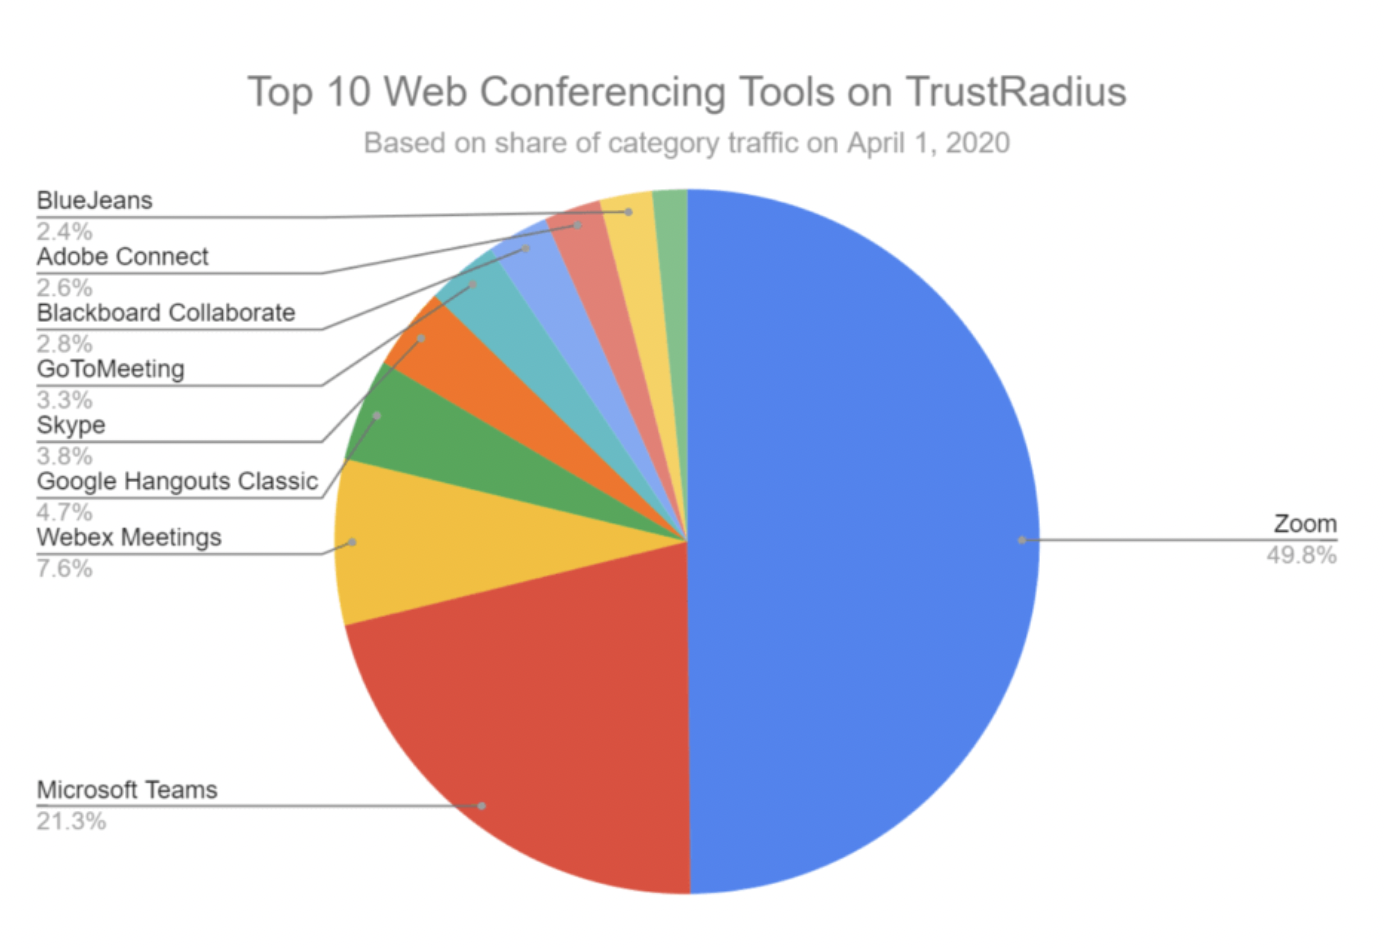 Top 10 Web Conferencing Tools on TrustRadius
Based on share of category traffic on April 1, 2020
BlueJeans
2.4%
Adobe Connect
2.6%
Blackboard Collaborate
2.8%
GoToMeeting
3.3%
Skype
3.8%
Google Hangouts Classic
4.7%
Webex Meetings
7.6%
Microsoft Teams
21.3%
Zoom
49.8%